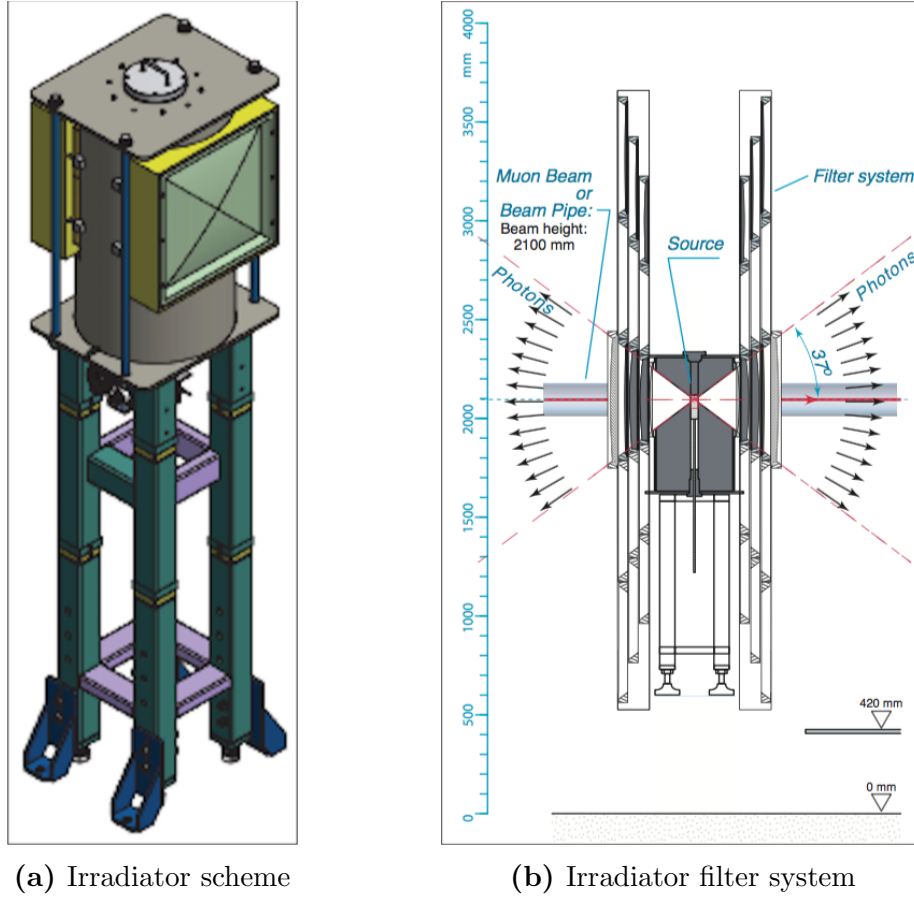 4000
mm
3500
3000
2500
2000
1500
1000
500
0
Muon Beam
or
Beam Pipe:
Beam height:
2100 mm
Source
Filter system
Photons
Photons
37º
420 mm
0 mm
(a) Irradiator scheme
(b) Irradiator filter system